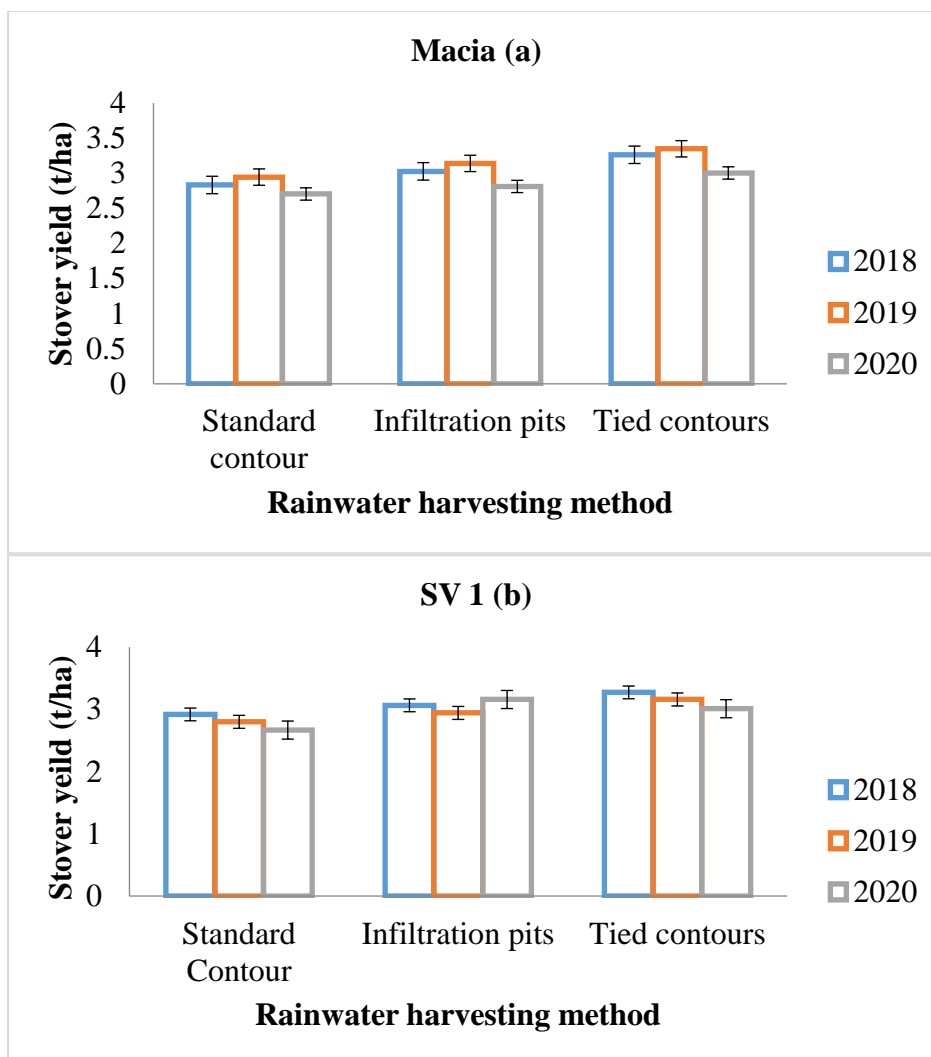 Macia (a)
Stover yield (t/ha)
4
3.5
3
2.5
2
1.5
1
0.5
0
Standard
contour
Infiltration pits
Tied contours
Rainwater harvesting method
2018
2019
2020
SV 1 (b)
Stover yeild (t/ha)
4
3
2
1
0
Standard
Contour
Infiltration pits
Tied contours
Rainwater harvesting method
2018
2019
2020